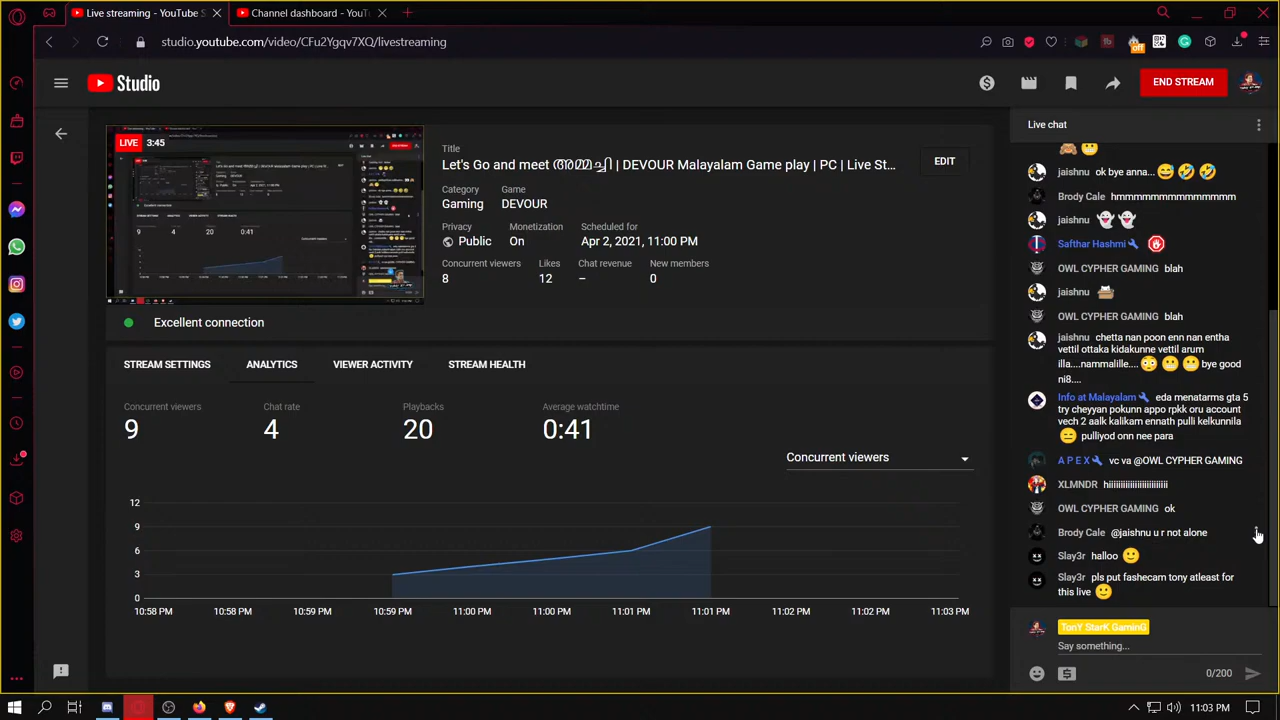 Live streaming - YouTube S
Channel dashboard - YouT
studio.youtube.com/video/CFu2Ygqv7XQ/livestreaming
off
Studio
END STREAM
LIVE 3:45
Title
Let's Go and meet അമ്മച്ചി | DEVOUR Malayalam Game play | PC | Live St...
EDIT
Category
Game
Gaming
DEVOUR
Privacy
Monetization
Scheduled for
Public
On
Apr 2, 2021, 11:00 PM
Concurrent viewers
Likes
Chat revenue
New members
8
12
–
0
Excellent connection
STREAM SETTINGS
ANALYTICS
VIEWER ACTIVITY
STREAM HEALTH
Concurrent viewers
Chat rate
Playbacks
Average watchtime
9
4
20
0:41
Concurrent viewers
12
9
6
3
0
10:58 PM
10:58 PM
10:59 PM
10:59 PM
11:00 PM
11:00 PM
11:01 PM
11:01 PM
11:02 PM
11:02 PM
11:03 PM
Live chat
🙈😬
jaishnu ok bye anna...😅🤣🤣
Brody Cale hmmmmmmmmmmmmmm
jaishnu 👻👻
Safthar Hashmi
OWL CYPHER GAMING blah
jaishnu
OWL CYPHER GAMING blah
jaishnu chetta nan poon enn nan entha
vettil ottaka kidakunne vettil arum
illa....nammalille....😳😬😬bye good
ni8....
Info at Malayalam eda menatarms gta 5
try cheyyan pokunn appo rpkk oru account
vech 2 aalk kalikam ennath pulli kelkunnila
😑 pulliyod onn nee para
A P E X vc va @OWL CYPHER GAMING
XLMNDR hiiiiiiiiiiiiiiiiiiiiiiiiiii
OWL CYPHER GAMING ok
Brody Cale @jaishnu u r not alone
Slay3r halloo 🙂
Slay3r pls put fashecam tony atleast for
this live 🙂
TonY StarK GaminG
Say something...
0/200
11:03 PM